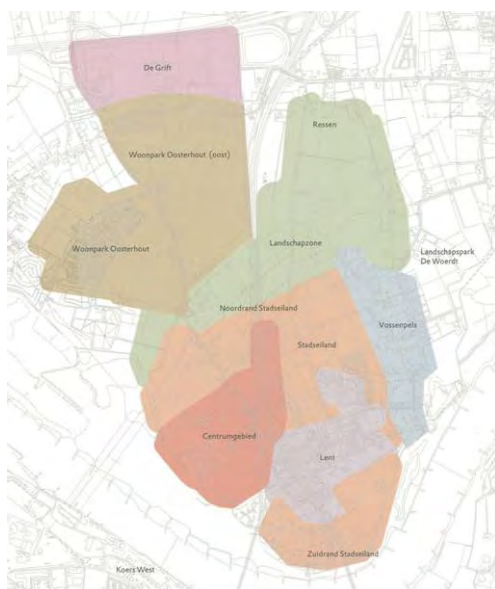 De Grift
Woonpark Oosterhout (oost)
Ressen
Woonpark Oosterhout
Landschapzone
Landschapspark
De Woerdt
Noordrand Stadseiland
Vossenpels
Stadseiland
Centrumgebied
Lent
Zuidrand Stadseiland
Koers West